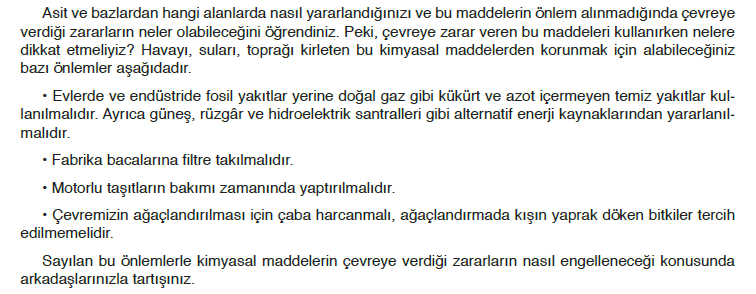 Asit ve bazlardan hangi alanlarda nasıl yararlandığınızı ve bu maddelerin önlem alınmadığında çevreye
verdiği zararların neler olabileceğini öğrendiniz. Peki, çevreye zarar veren bu maddeleri kullanırken nelere
dikkat etmeliyiz? Havayı, suları, toprağı kirleten bu kimyasal maddelerden korunmak için alabileceğiniz
bazı önlemler aşağıdadır.
• Evlerde ve endüstride fosil yakıtlar yerine doğal gaz gibi kükürt ve azot içermeyen temiz yakıtlar kul-
lanılmalıdır. Ayrıca güneş, rüzgâr ve hidroelektrik santralleri gibi alternatif enerji kaynaklarından yararlanıl-
malıdır.
• Fabrika bacalarına filtre takılmalıdır.
• Motorlu taşıtların bakımı zamanında yaptırılmalıdır.
• Çevremizin ağaçlandırılması için çaba harcanmalı, ağaçlandırmada kışın yaprak döken bitkiler tercih
edilmemelidir.
Sayılan bu önlemlerle kimyasal maddelerin çevreye verdiği zararların nasıl engelleneceği konusunda
arkadaşlarınızla tartışınız.